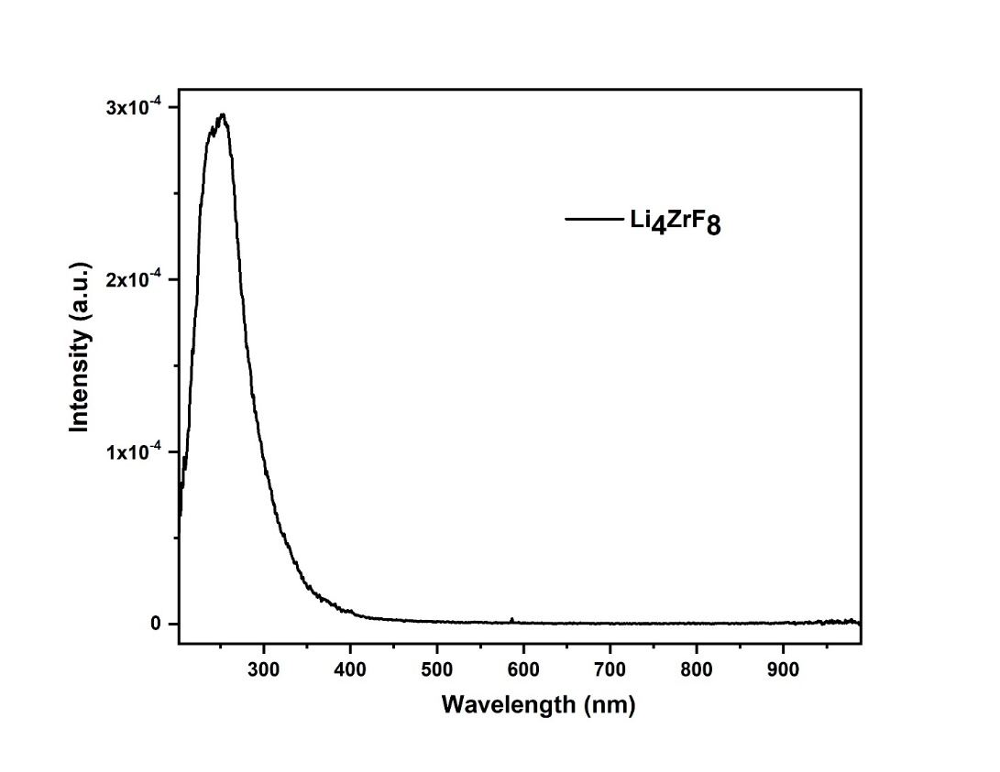 3x10⁻⁴
2x10⁻⁴
1x10⁻⁴
0
Intensity (a.u.)
Li₄ZrF₈
300 400 500 600 700 800 900
Wavelength (nm)